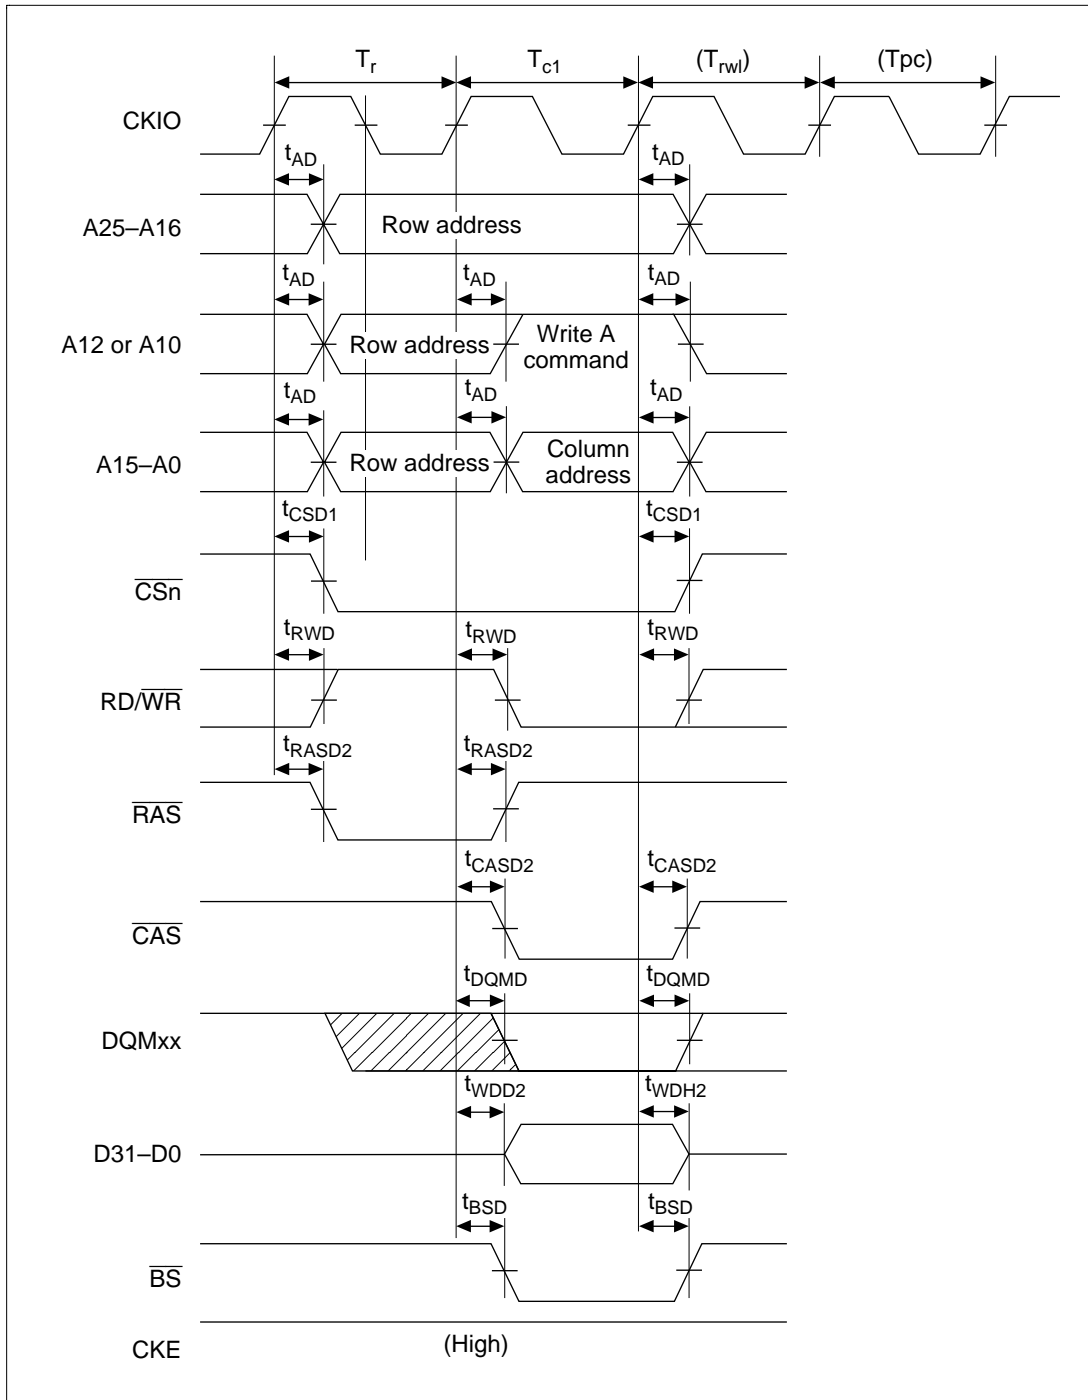 Tr Tc1 (Trwl) (Tpc)
CKIO
tAD tAD
A25–A16 Row address
tAD tAD tAD
A12 or A10 Row address Write A command
tAD tAD tAD
A15–A0 Row address Column address
tCSD1 tCSD1
CSn
tRWD tRWD tRWD
RD/WR
tRASD2 tRASD2
RAS
tCASD2 tCASD2
CAS
tDQMD tDQMD
DQMxx
tWDD2 tWDH2
D31–D0
tBSD tBSD
BS
(High)
CKE